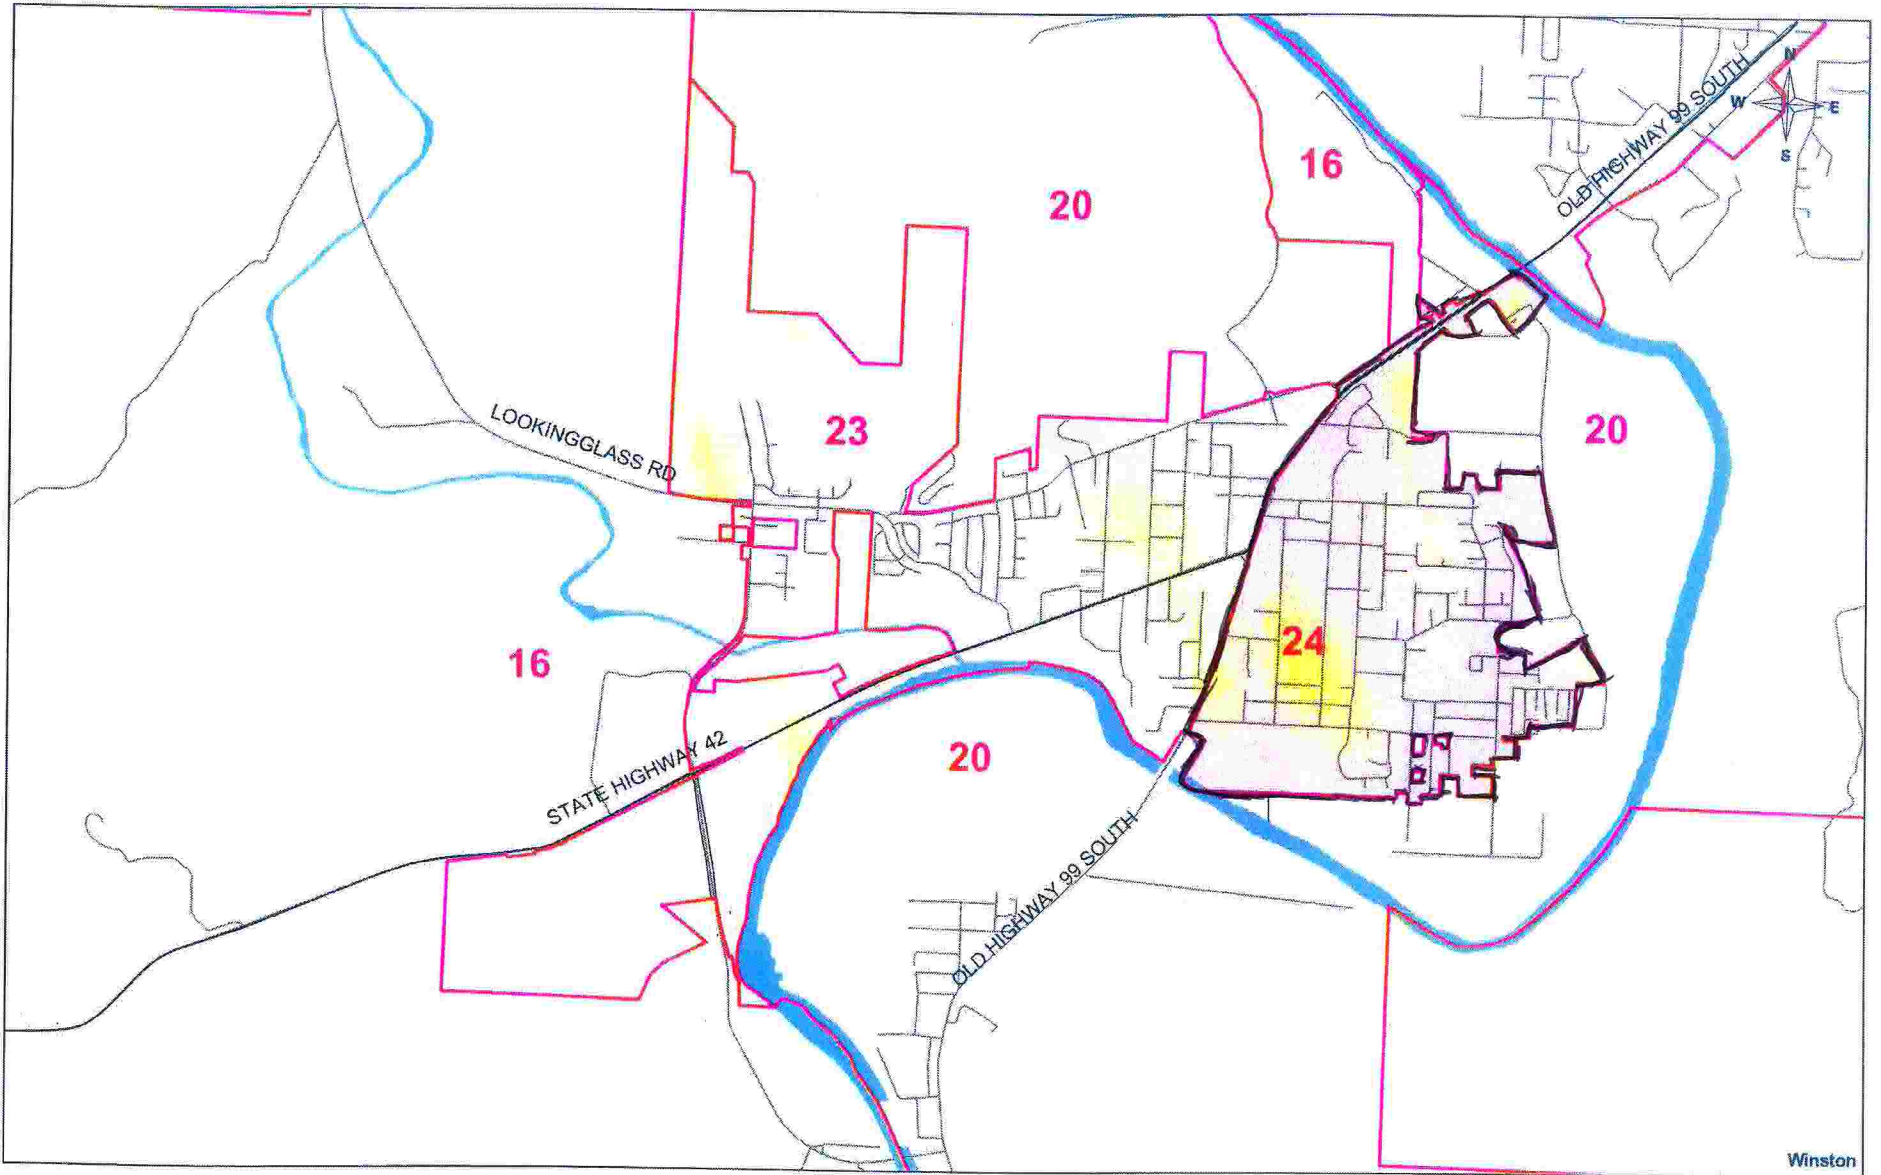 N
W
E
S
OLD HIGHWAY 99 SOUTH
16
20
20
23
LOOKINGGLASS RD
24
16
20
STATE HIGHWAY 42
OLD HIGHWAY 99 SOUTH
Winston